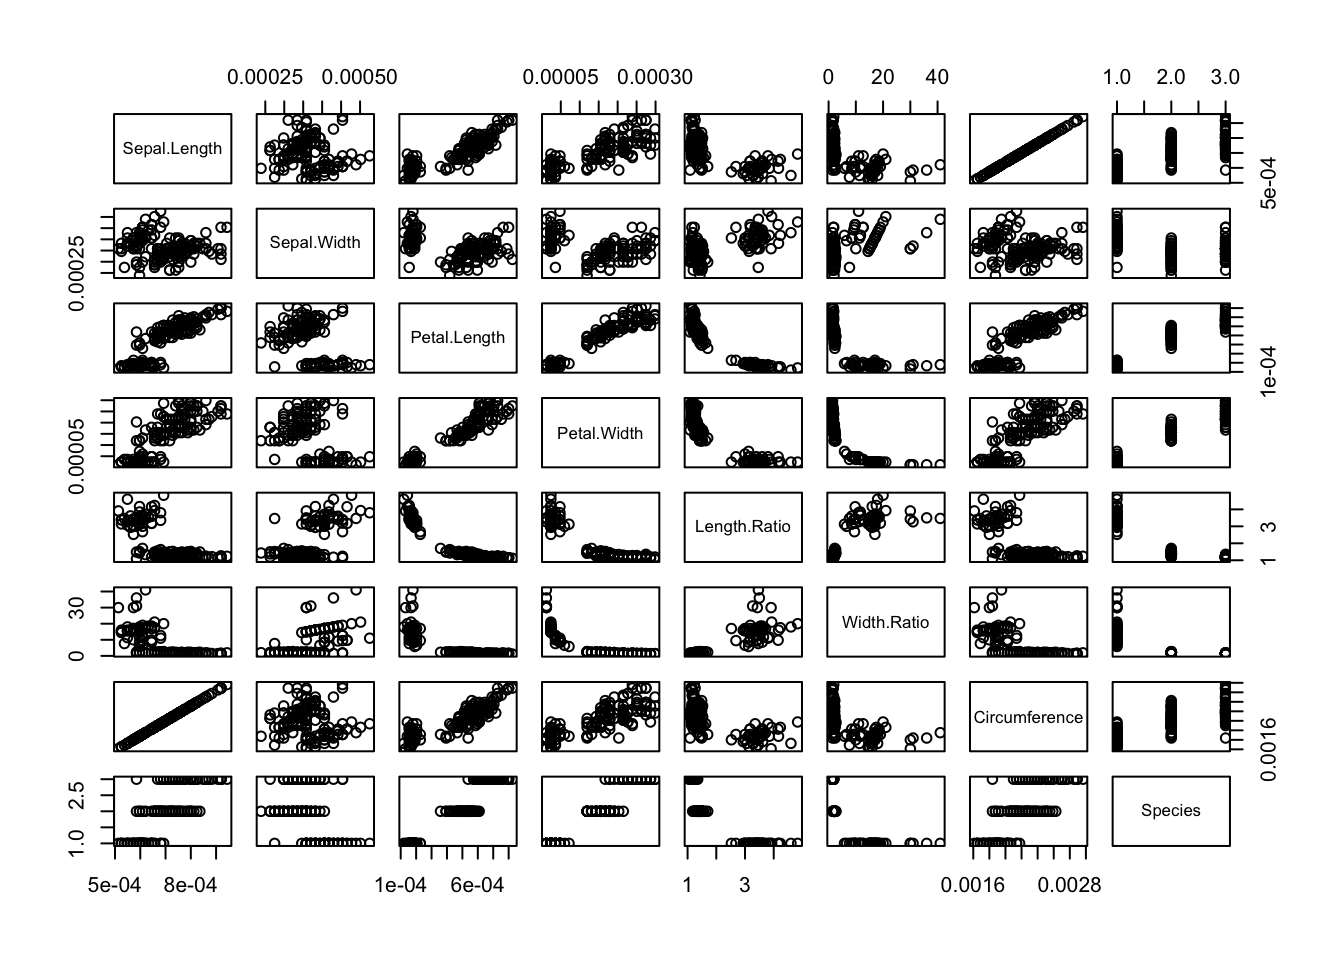 0.00025 0.00050 0.00005 0.00030 0 20 40 1.0 2.0 3.0
Sepal.Length
5e-04
Sepal.Width
0.00025
Petal.Length
1e-04
Petal.Width
0.00005
Length.Ratio
1 3
Width.Ratio
0 30
Circumference
0.0016
Species
1.0 2.5
5e-04 8e-04 1e-04 6e-04 1 3 0.0016 0.0028